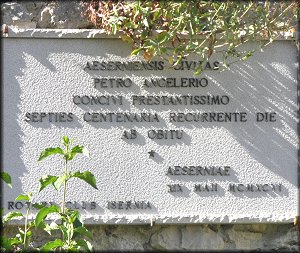 AESERNIENSIS CIVITAS
PETRO ANGELERIO
CONCIVI PRESTANTISSIMO
SEPTIES CENTENARIA RECURRENTE DIE
AB OBITU
AESERNIAE
XIX MAII MCMXCVI
ROTARY CLUB ISERNIA